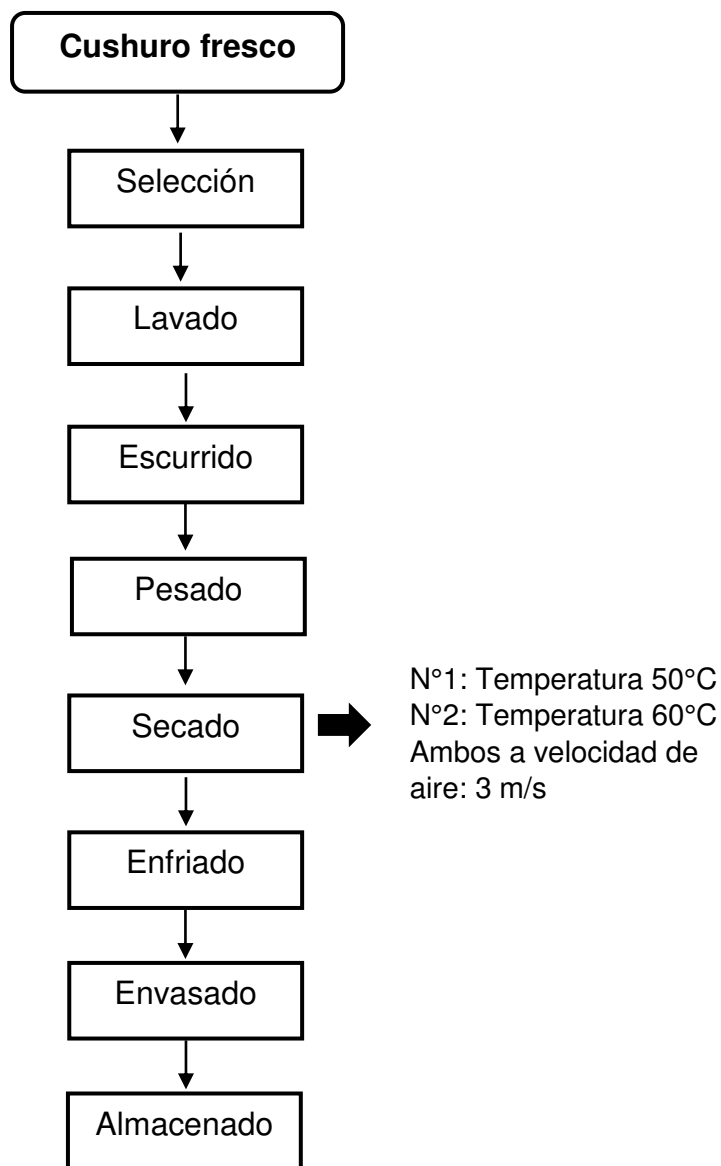 Cushuro fresco
Selección
Lavado
Escurrido
Pesado
Secado
N°1: Temperatura 50°C
N°2: Temperatura 60°C
Ambos a velocidad de
aire: 3 m/s
Enfriado
Envasado
Almacenado